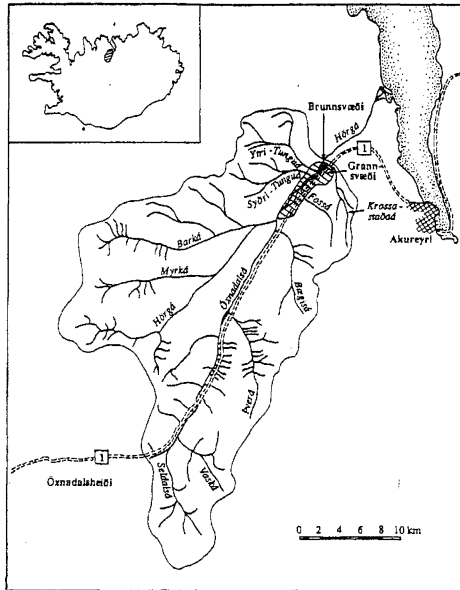 Brunnsvæði
Hörgá
1
Ytri-Tunguá
Grann-
svæði
Syðri-Tunguá
Fossá
Krossa-
staðaá
Akureyri
Barká
Myrká
Hörgá
Öxnadalsá
Bægisá
Þverá
1
Öxnadalsheiði
Seldalsá
Vaská
0 2 4 6 8 10 km